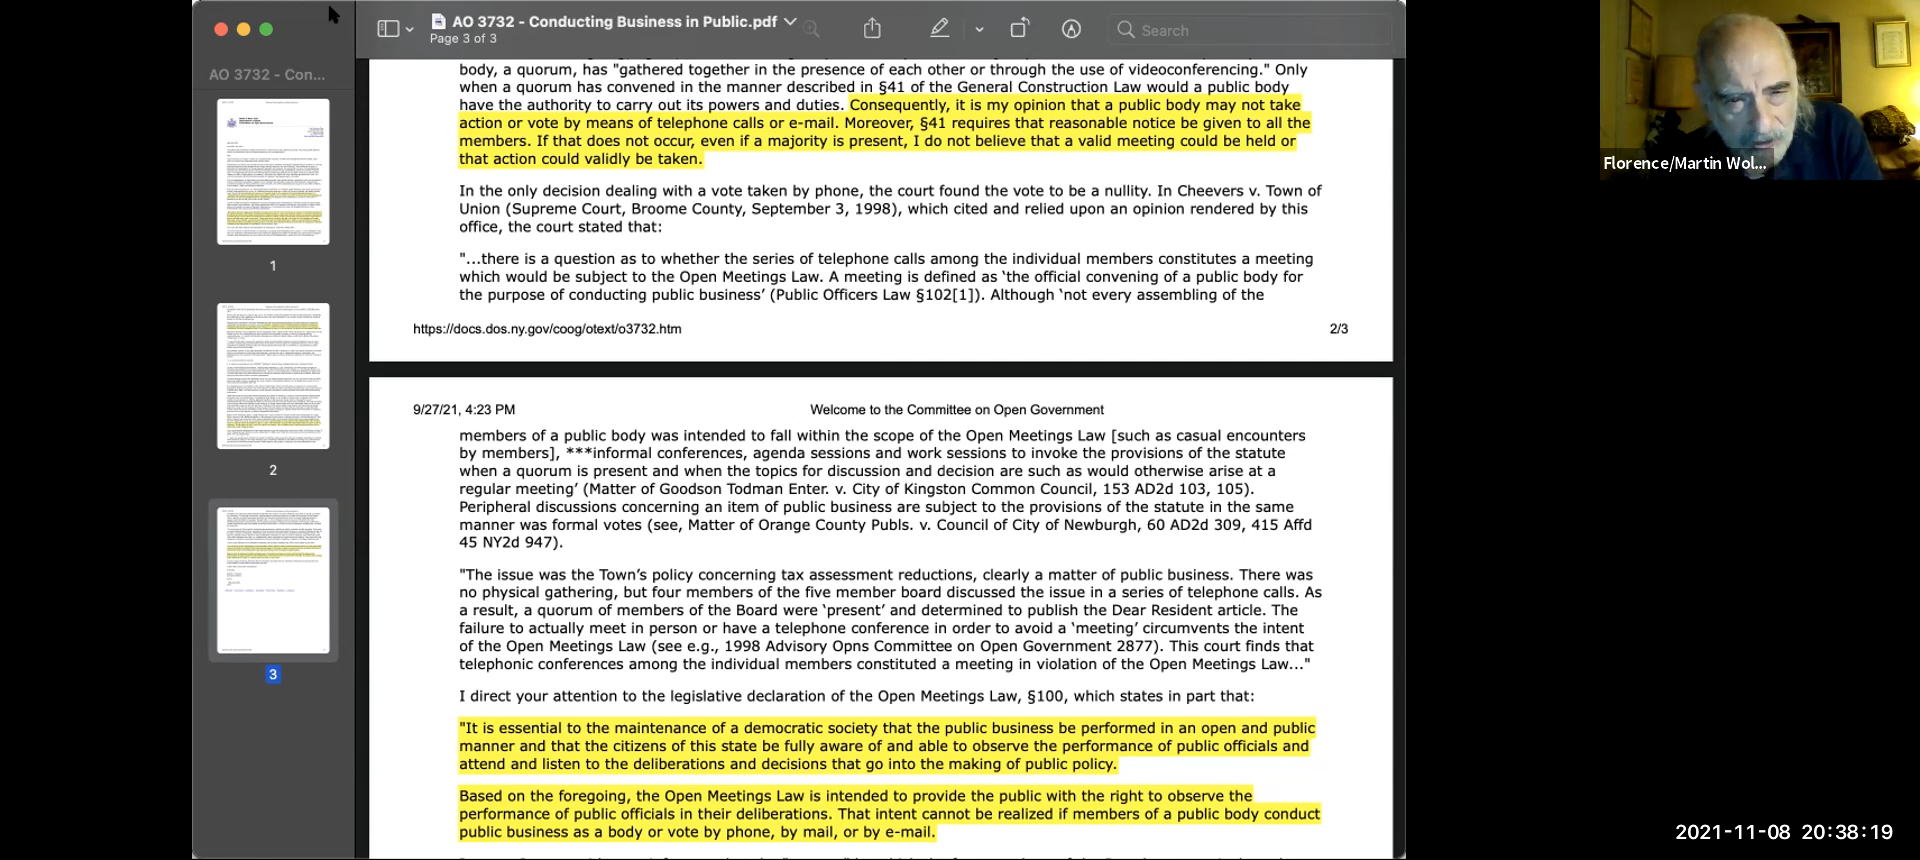 AO 3732 - Conducting Business in Public.pdf
Page 3 of 3
Search
AO 3732 - Con...
1
2
3
body, a quorum, has "gathered together in the presence of each other or through the use of videoconferencing." Only
when a quorum has convened in the manner described in §41 of the General Construction Law would a public body
have the authority to carry out its powers and duties. Consequently, it is my opinion that a public body may not take
action or vote by means of telephone calls or e-mail. Moreover, §41 requires that reasonable notice be given to all the
members. If that does not occur, even if a majority is present, I do not believe that a valid meeting could be held or
that action could validly be taken.
In the only decision dealing with a vote taken by phone, the court found the vote to be a nullity. In Cheevers v. Town of
Union (Supreme Court, Broome County, September 3, 1998), which cited and relied upon an opinion rendered by this
office, the court stated that:
"...there is a question as to whether the series of telephone calls among the individual members constitutes a meeting
which would be subject to the Open Meetings Law. A meeting is defined as ‘the official convening of a public body for
the purpose of conducting public business’ (Public Officers Law §102[1]). Although ‘not every assembling of the
https://docs.dos.ny.gov/coog/otext/o3732.htm
2/3
9/27/21, 4:23 PM
Welcome to the Committee on Open Government
members of a public body was intended to fall within the scope of the Open Meetings Law [such as casual encounters
by members], ***informal conferences, agenda sessions and work sessions to invoke the provisions of the statute
when a quorum is present and when the topics for discussion and decision are such as would otherwise arise at a
regular meeting’ (Matter of Goodson Todman Enter. v. City of Kingston Common Council, 153 AD2d 103, 105).
Peripheral discussions concerning an item of public business are subject to the provisions of the statute in the same
manner was formal votes (see, Matter of Orange County Publs. v. Council of City of Newburgh, 60 AD2d 309, 415 Affd
45 NY2d 947).
"The issue was the Town’s policy concerning tax assessment reductions, clearly a matter of public business. There was
no physical gathering, but four members of the five member board discussed the issue in a series of telephone calls. As
a result, a quorum of members of the Board were ‘present’ and determined to publish the Dear Resident article. The
failure to actually meet in person or have a telephone conference in order to avoid a ‘meeting’ circumvents the intent
of the Open Meetings Law (see e.g., 1998 Advisory Opns Committee on Open Government 2877). This court finds that
telephonic conferences among the individual members constituted a meeting in violation of the Open Meetings Law..."
I direct your attention to the legislative declaration of the Open Meetings Law, §100, which states in part that:
"It is essential to the maintenance of a democratic society that the public business be performed in an open and public
manner and that the citizens of this state be fully aware of and able to observe the performance of public officials and
attend and listen to the deliberations and decisions that go into the making of public policy.
Based on the foregoing, the Open Meetings Law is intended to provide the public with the right to observe the
performance of public officials in their deliberations. That intent cannot be realized if members of a public body conduct
public business as a body or vote by phone, by mail, or by e-mail.
Florence/Martin Wol...
2021-11-08 20:38:19